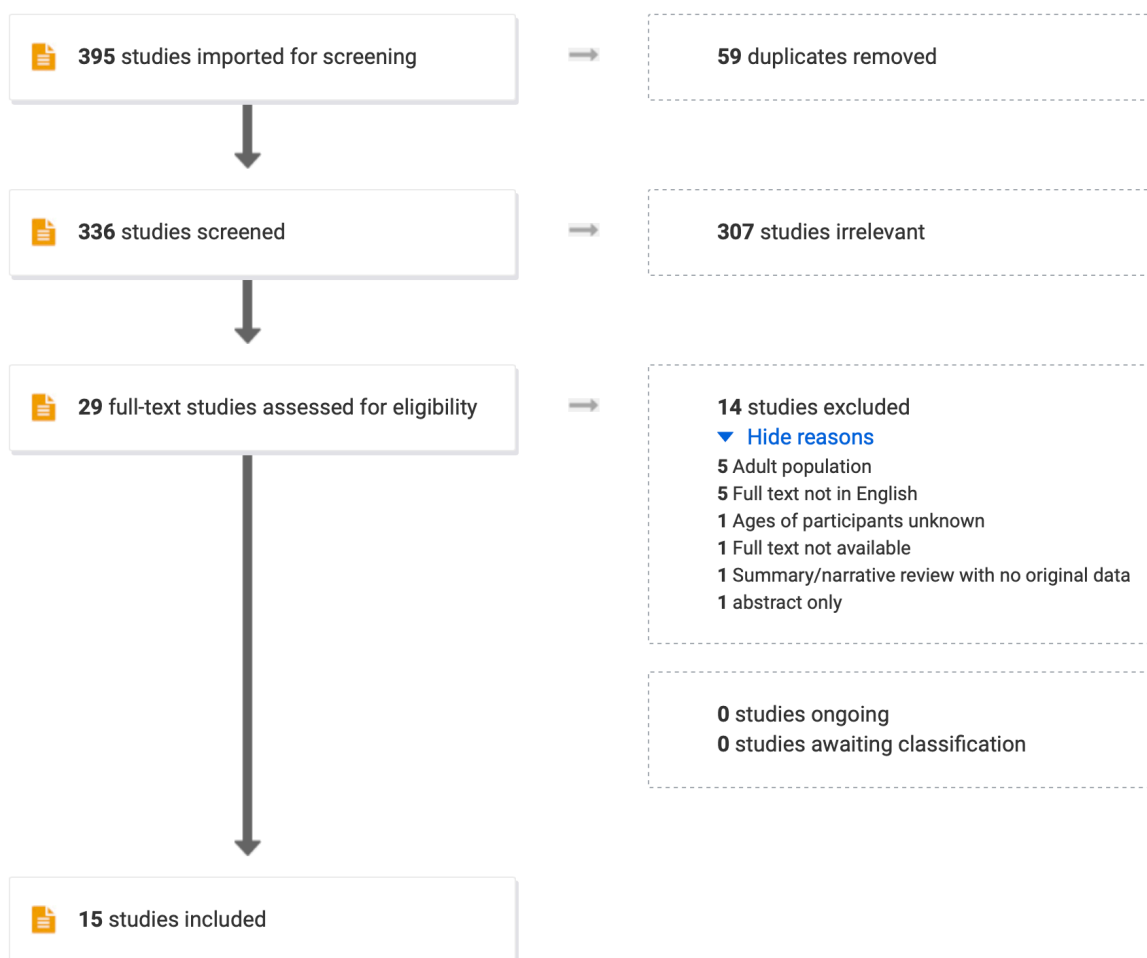 395 studies imported for screening
59 duplicates removed
336 studies screened
307 studies irrelevant
29 full-text studies assessed for eligibility
14 studies excluded
Hide reasons
5 Adult population
5 Full text not in English
1 Ages of participants unknown
1 Full text not available
1 Summary/narrative review with no original data
1 abstract only
0 studies ongoing
0 studies awaiting classification
15 studies included